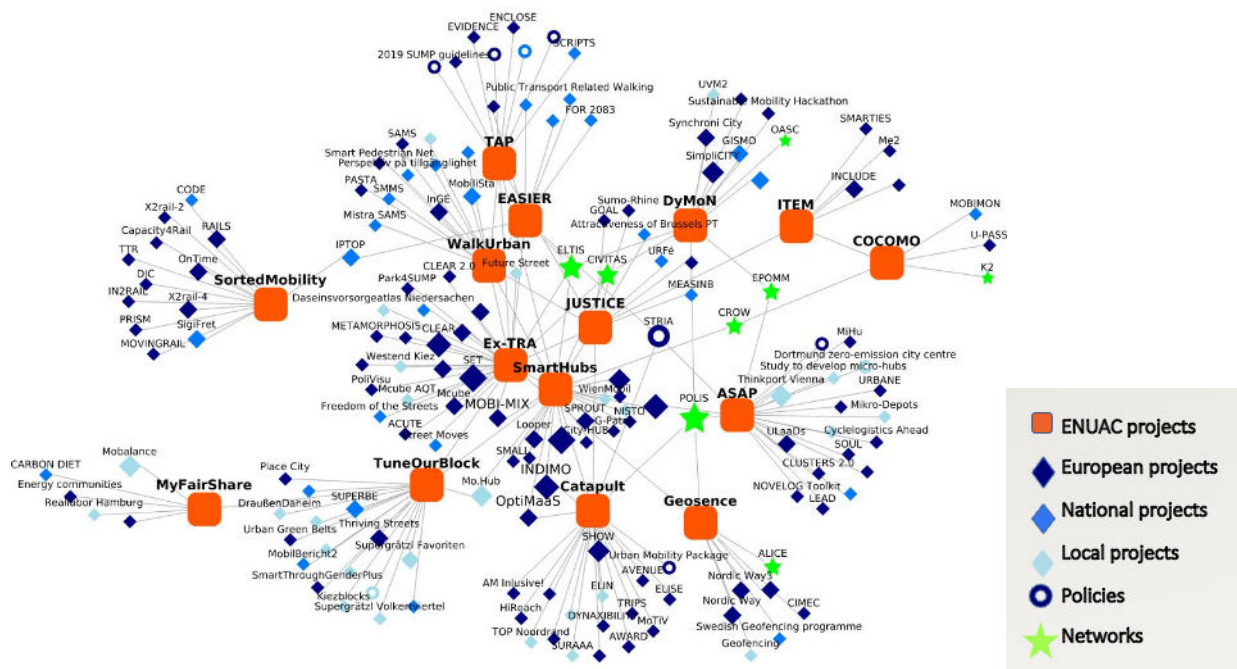 ENCLOSE
EVIDENCE
SCRIPTS
2019 SUMP guidelines
Public Transport Related Walking
FOR 2083
TAP
UVM2
Sustainable Mobility Hackathon
Synchroni City
GISMO
OASC
SMARTIES
Me2
SAMS
Smart Pedestrian Net
Perspektiv på tillgänglighet
PASTA
SMMS
MobiliSta
InGE
SimpliCITY
INCLUDE
CODE
X2rail-2
RAILS
Capacity4Rail
Mistra SAMS
EASIER
GOAL
Sumo-Rhine
DyMoN
ITEM
MOBIMON
Attractiveness of Brussels PT
U-PASS
TTR
OnTime
IPTOP
WalkUrban
ELTIS
CIVITAS
URFé
COCOMO
K2
DIC
SortedMobility
CLEAR 2.0
Future Street
EPOMM
IN2RAIL
X2rail-4
Park4SUMP
MEASINB
Daseinsvorsorgeatlas Niedersachen
JUSTICE
PRISM
SigiFret
STRIA
CROW
METAMORPHOSIS
CLEAR
Ex-TRA
MOVINGRAIL
MiHu
Westend Kiez
SET
SmartHubs
Dortmund zero-emission city centre
Study to develop micro-hubs
PoliVisu
Thinkport Vienna
URBANE
Mcube AQT
Mcube
WienMobil
ASAP
POLIS
Freedom of the Streets
MOBI-MIX
SPROUT
NISTO
Mikro-Depots
ACUTE
Looper
G-Pat
Street Moves
City-HUB
ULaaDs
Cyclelogistics Ahead
SOUL
SMALL
Mobalance
TuneOurBlock
INDIMO
CLUSTERS 2.0
CARBON DIET
Place City
Mo.Hub
NOVELOG Toolkit
Energy communities
MyFairShare
SUPERBE
OptiMaaS
Catapult
Geosence
LEAD
Reallabor Hamburg
DraußenDaheim
Urban Green Belts
Thriving Streets
SHOW
MobilBericht2
Supergrätzl Favoriten
Urban Mobility Package
ALICE
SmartThroughGenderPlus
AM Inlusive!
ELIN
AVENUE
Nordic Way3
Kiezblocks
HiRoach
ELISE
Nordic Way
Supergrätzl Volkertviertel
DYNAXIBILITY
TRIPS
CIMEC
TOP Noordrand
MoTiV
Swedish Geofencing programme
SURAAA
AWARD
Geofencing
ENUAC projects
European projects
National projects
Local projects
Policies
Networks